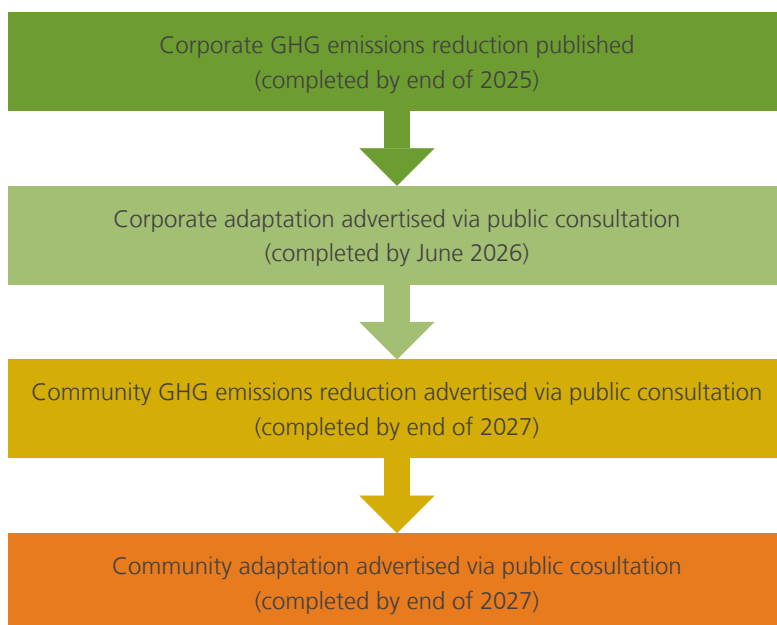 Corporate GHG emissions reduction published
(completed by end of 2025)
Corporate adaptation advertised via public consultation
(completed by June 2026)
Community GHG emissions reduction advertised via public consultation
(completed by end of 2027)
Community adaptation advertised via public cosultation
(completed by end of 2027)